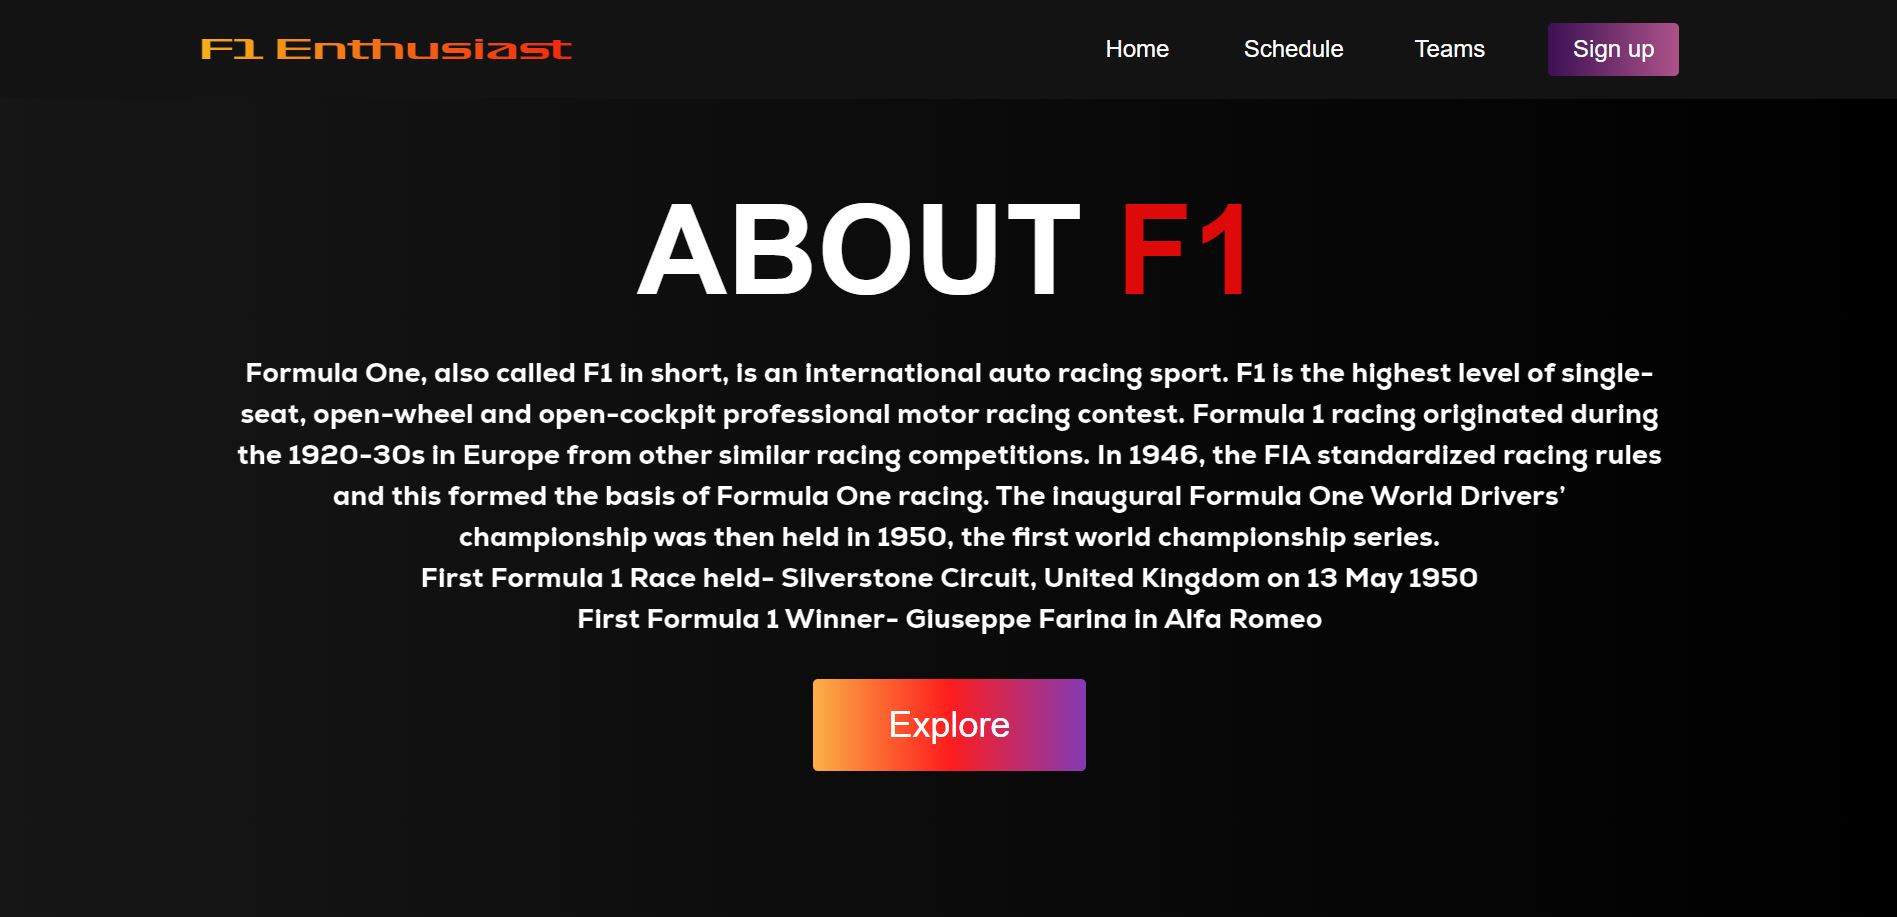 F1 Enthusiast
Home
Schedule
Teams
Sign up
ABOUT F1
Formula One, also called F1 in short, is an international auto racing sport. F1 is the highest level of single-
seat, open-wheel and open-cockpit professional motor racing contest. Formula 1 racing originated during
the 1920-30s in Europe from other similar racing competitions. In 1946, the FIA standardized racing rules
and this formed the basis of Formula One racing. The inaugural Formula One World Drivers’
championship was then held in 1950, the first world championship series.
First Formula 1 Race held- Silverstone Circuit, United Kingdom on 13 May 1950
First Formula 1 Winner- Giuseppe Farina in Alfa Romeo
Explore